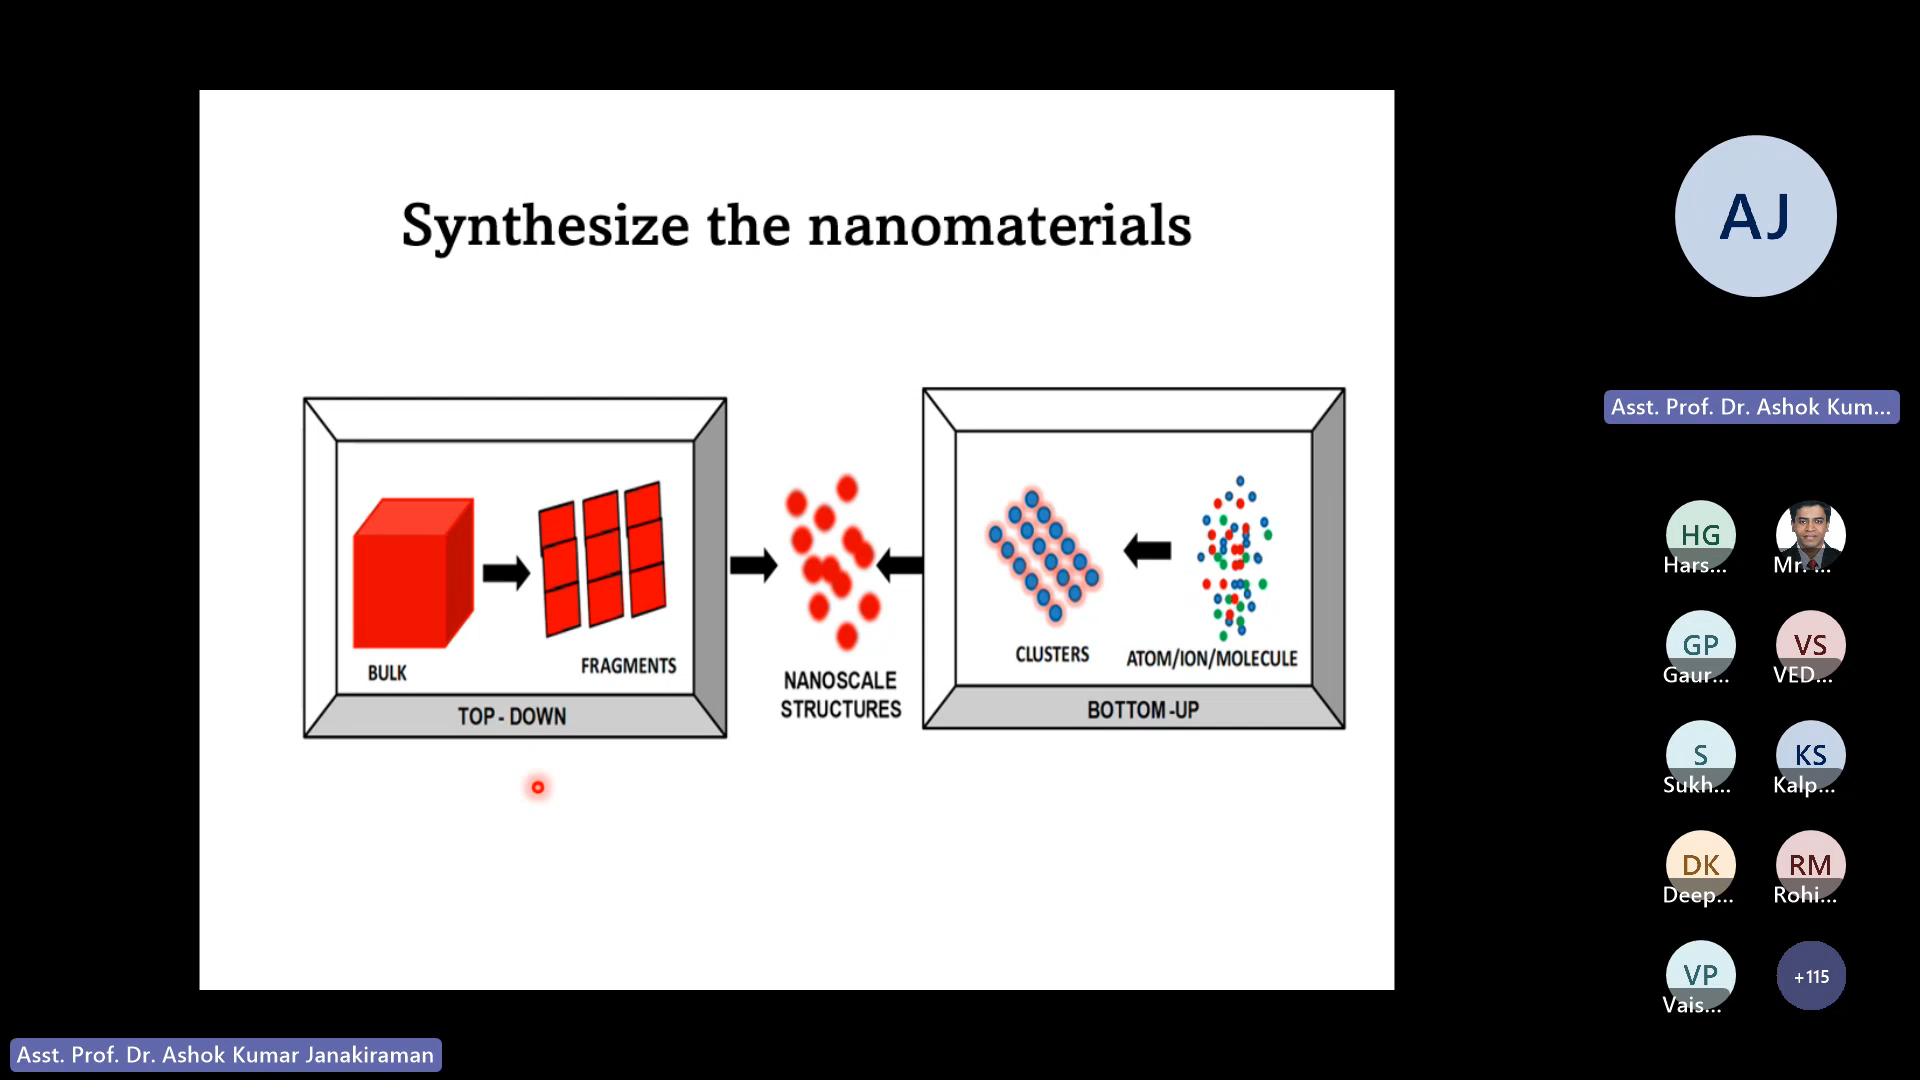 Synthesize the nanomaterials
BULK
FRAGMENTS
TOP - DOWN
NANOSCALE
STRUCTURES
CLUSTERS
ATOM/ION/MOLECULE
BOTTOM -UP
AJ
Asst. Prof. Dr. Ashok Kum...
HG
Hars...
Mr. ...
GP
Gaur...
VS
VED...
S
Sukh...
KS
Kalp...
DK
Deep...
RM
Rohi...
VP
Vais...
+115
Asst. Prof. Dr. Ashok Kumar Janakiraman